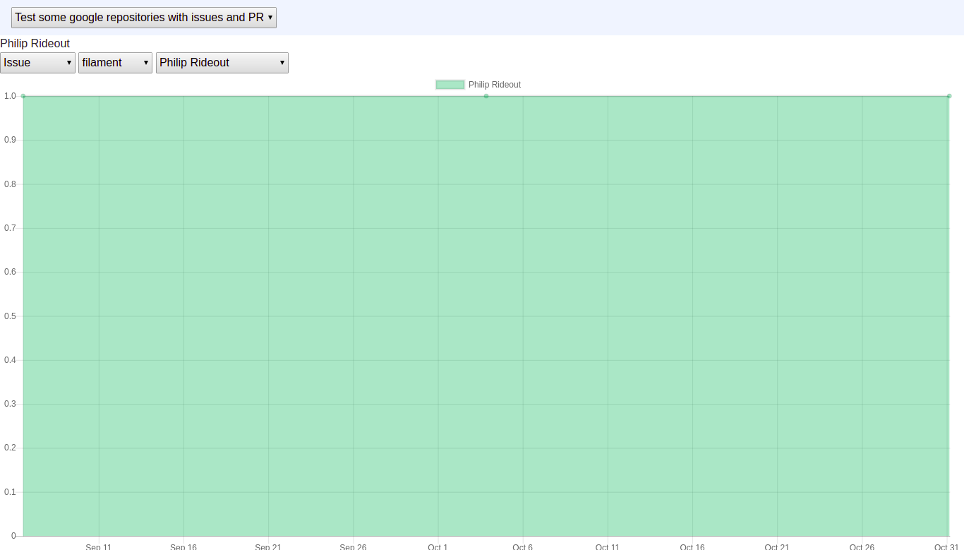 Test some google repositories with issues and PR
Philip Rideout
Issue filament Philip Rideout
Philip Rideout
1.0
0.9
0.8
0.7
0.6
0.5
0.4
0.3
0.2
0.1
0
Sep 11 Sep 16 Sep 21 Sep 26 Oct 1 Oct 6 Oct 11 Oct 16 Oct 21 Oct 26 Oct 31